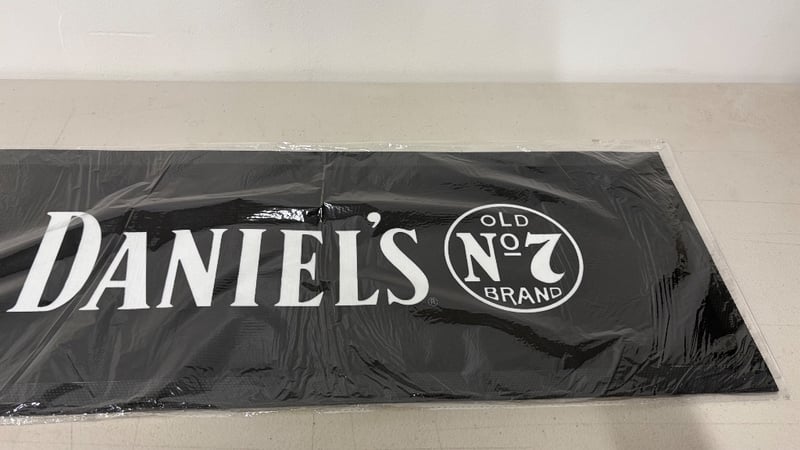 DANIEL'S ®
OLD
Nº7
BRAND